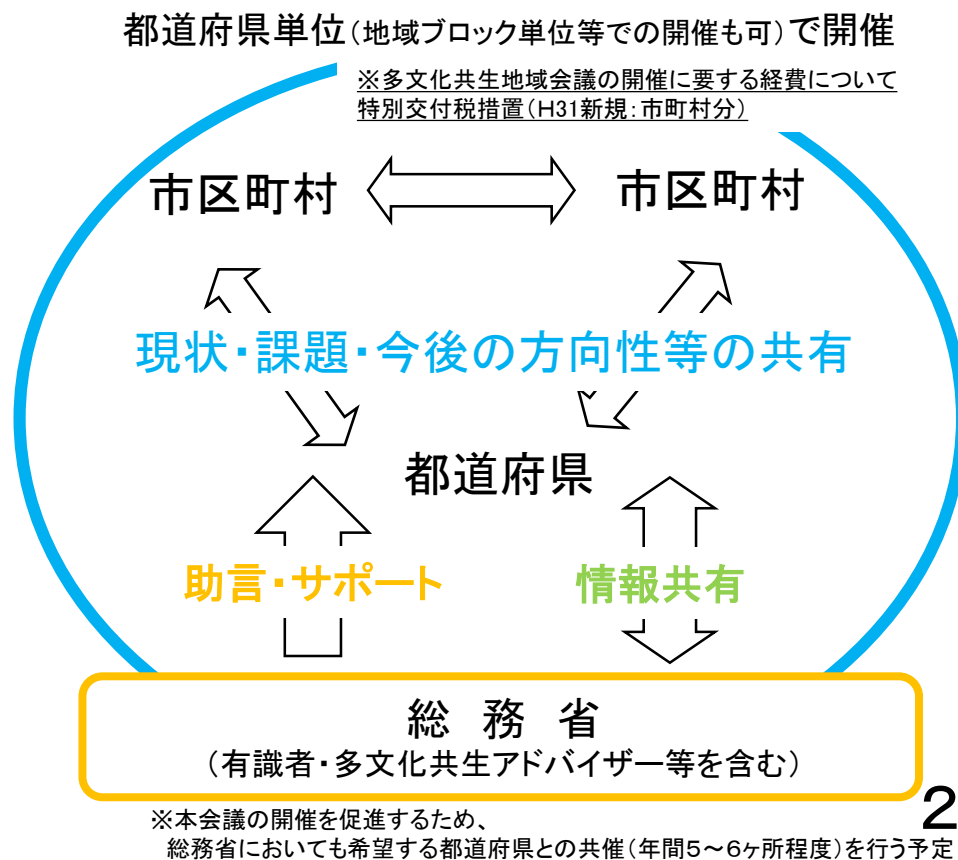 都道府県単位（地域ブロック単位等での開催も可）で開催
※多文化共生地域会議の開催に要する経費について
特別交付税措置（H31新規：市町村分）
市区町村
市区町村
現状・課題・今後の方向性等の共有
都道府県
助言・サポート
情報共有
総務省
（有識者・多文化共生アドバイザー等を含む）
※本会議の開催を促進するため、
総務省においても希望する都道府県との共催（年間5～6ヶ所程度）を行う予定
2